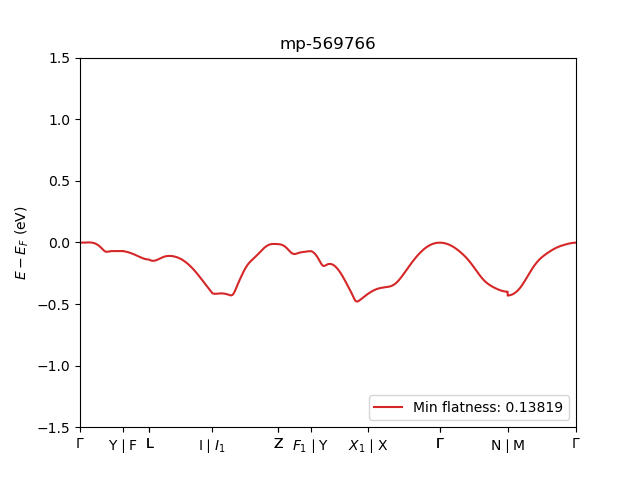 mp-569766
1.5
1.0
0.5
0.0
−0.5
−1.0
−1.5
E − E_F (eV)
Min flatness: 0.13819
Γ Y | F L I | I₁ Z F₁ | Y X₁ | X Γ N | M Γ